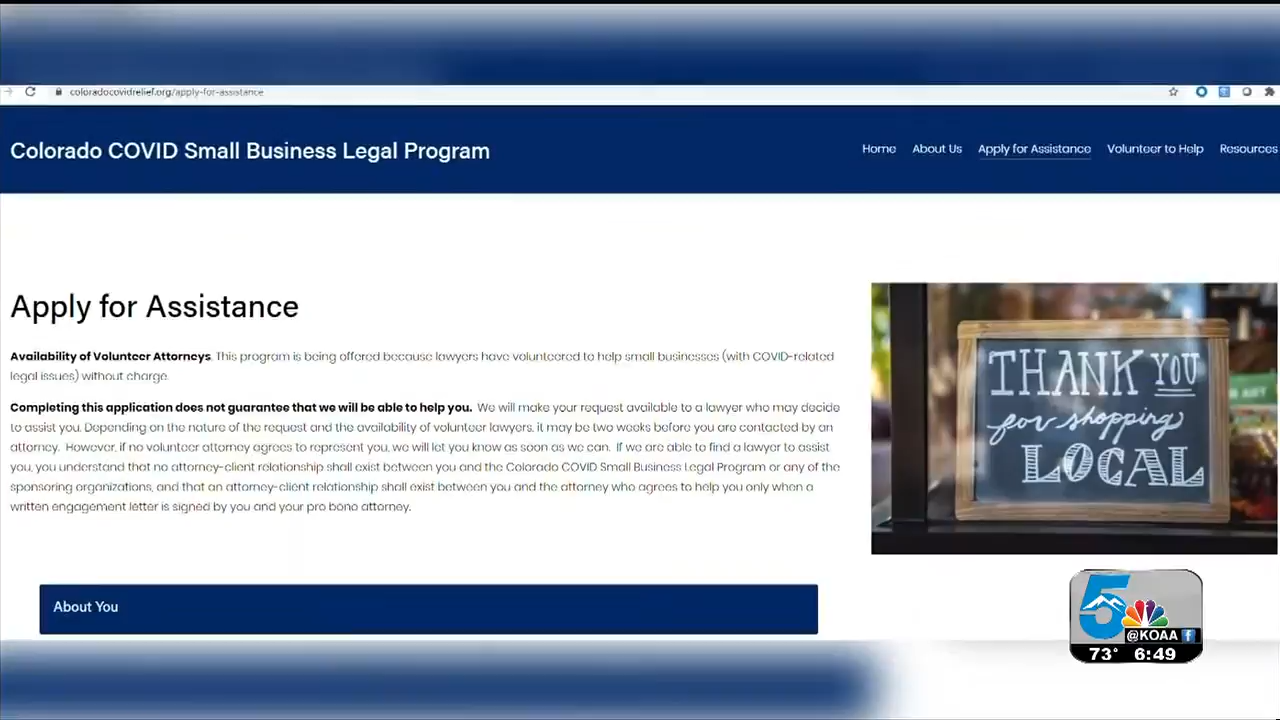 coloradocovidrelief.org/apply-for-assistance
Colorado COVID Small Business Legal Program
Home About Us Apply for Assistance Volunteer to Help Resources
Apply for Assistance
Availability of Volunteer Attorneys. This program is being offered because lawyers have volunteered to help small businesses (with COVID-related
legal issues) without charge.
Completing this application does not guarantee that we will be able to help you. We will make your request available to a lawyer who may decide
to assist you. Depending on the nature of the request and the availability of volunteer lawyers, it may be two weeks before you are contacted by an
attorney. However, if no volunteer attorney agrees to represent you, we will let you know as soon as we can. If we are able to find a lawyer to assist
you, you understand that no attorney-client relationship shall exist between you and the Colorado COVID Small Business Legal Program or any of the
sponsoring organizations, and that an attorney-client relationship shall exist between you and the attorney who agrees to help you only when a
written engagement letter is signed by you and your pro bono attorney.
THANK YOU
for shopping
LOCAL
About You
5
@KOAA f
73° 6:49